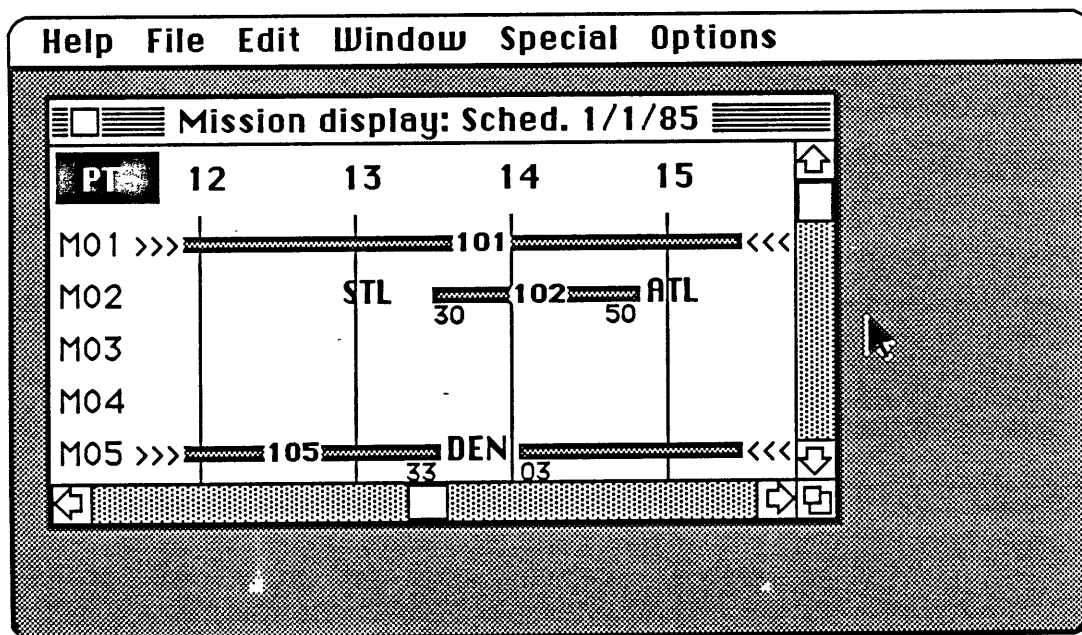 Help File Edit Window Special Options
Mission display: Sched. 1/1/85
PT 12 13 14 15
M01 >>> 101 <<<
M02 STL 102 ATL
30 50
M03
M04
M05 >>> 105 DEN <<<
33 03